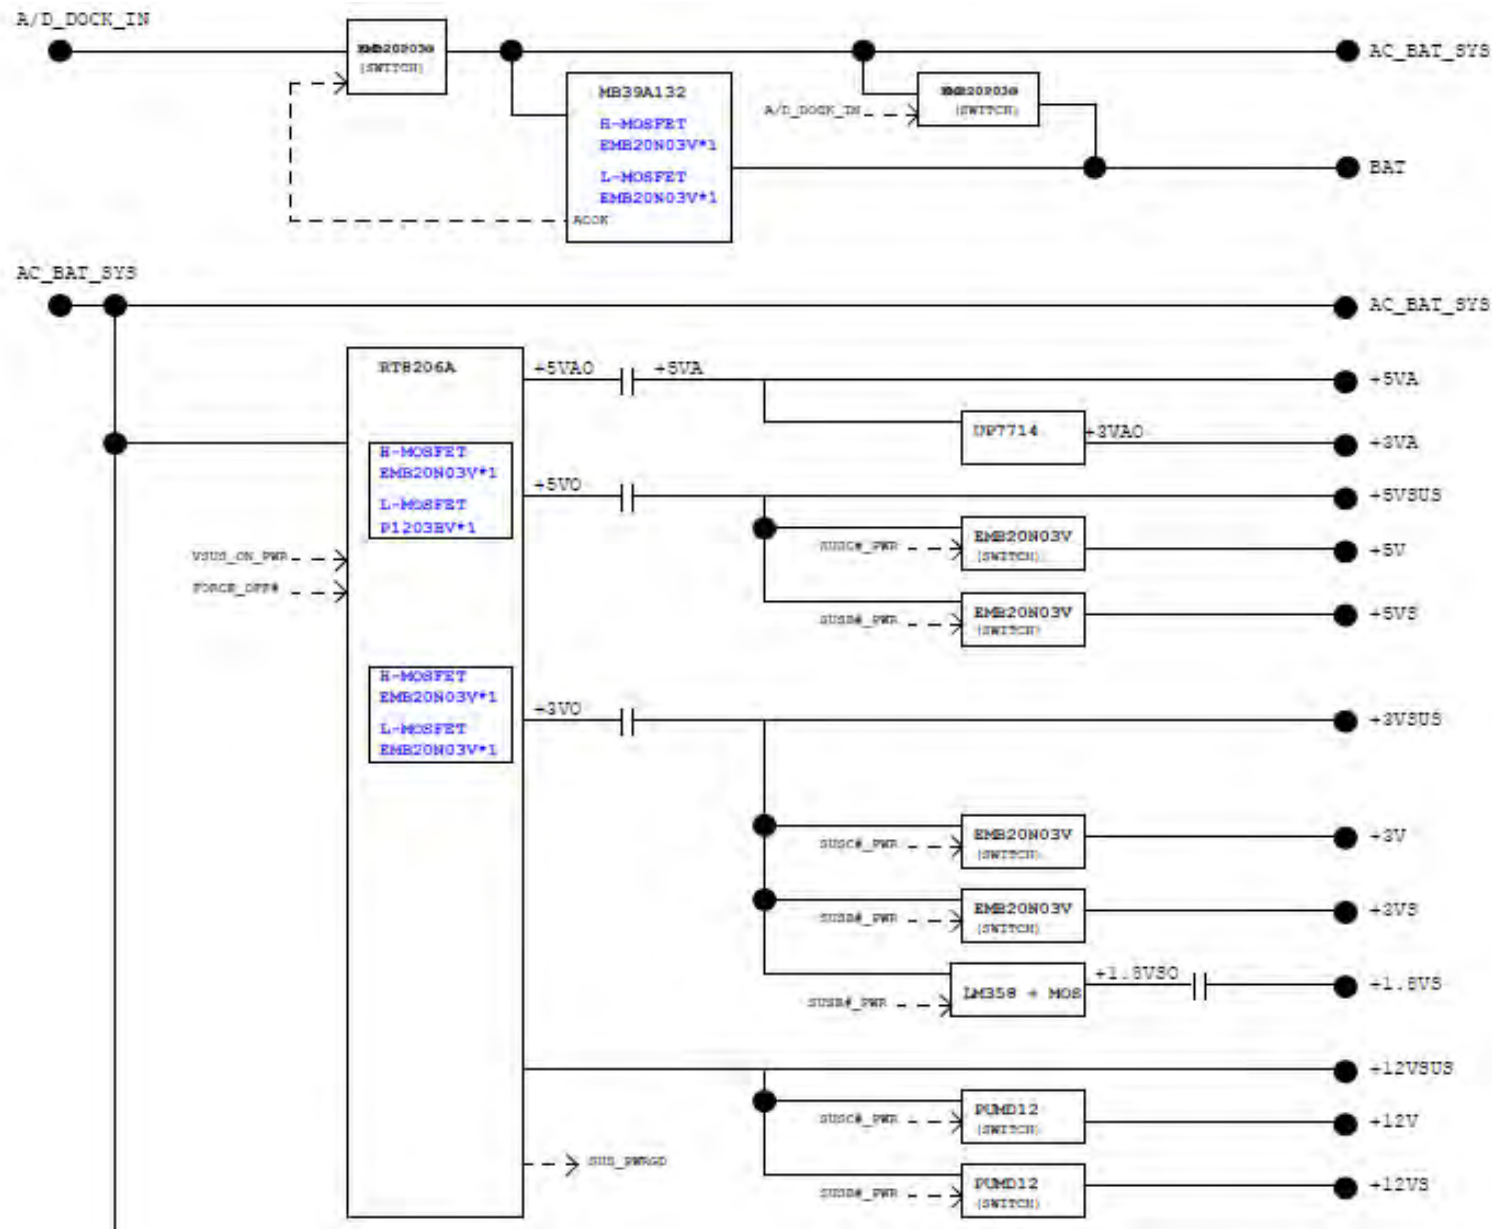 A/D_DOCK_IN
(SWITCH)
AC_BAT_SYS
MB39A132
H-MOSFET
EMB20N03V*1
L-MOSFET
EMB20N03V*1
ACOK
A/D_DOCK_IN
(SWITCH)
BAT
AC_BAT_SYS
AC_BAT_SYS
RT8206A
+5VAO
+5VA
+5VA
UP7714
+3VAO
+3VA
H-MOSFET
EMB20N03V*1
L-MOSFET
P1203BV*1
+5VO
+5VSUS
SUSC#_PWR
EMB20N03V
(SWITCH)
+5V
VSUS_ON_PWR
FORCE_OFF#
SUSB#_PWR
EMB20N03V
(SWITCH)
+5VS
H-MOSFET
EMB20N03V*1
L-MOSFET
EMB20N03V*1
+3VO
+3VSUS
SUSC#_PWR
EMB20N03V
(SWITCH)
+3V
SUSB#_PWR
EMB20N03V
(SWITCH)
+3VS
SUSB#_PWR
LM358 + MOS
+1.8VSO
+1.8VS
+12VSUS
SUSC#_PWR
PUMD12
(SWITCH)
+12V
SUS_PWRGD
SUSB#_PWR
PUMD12
(SWITCH)
+12VS